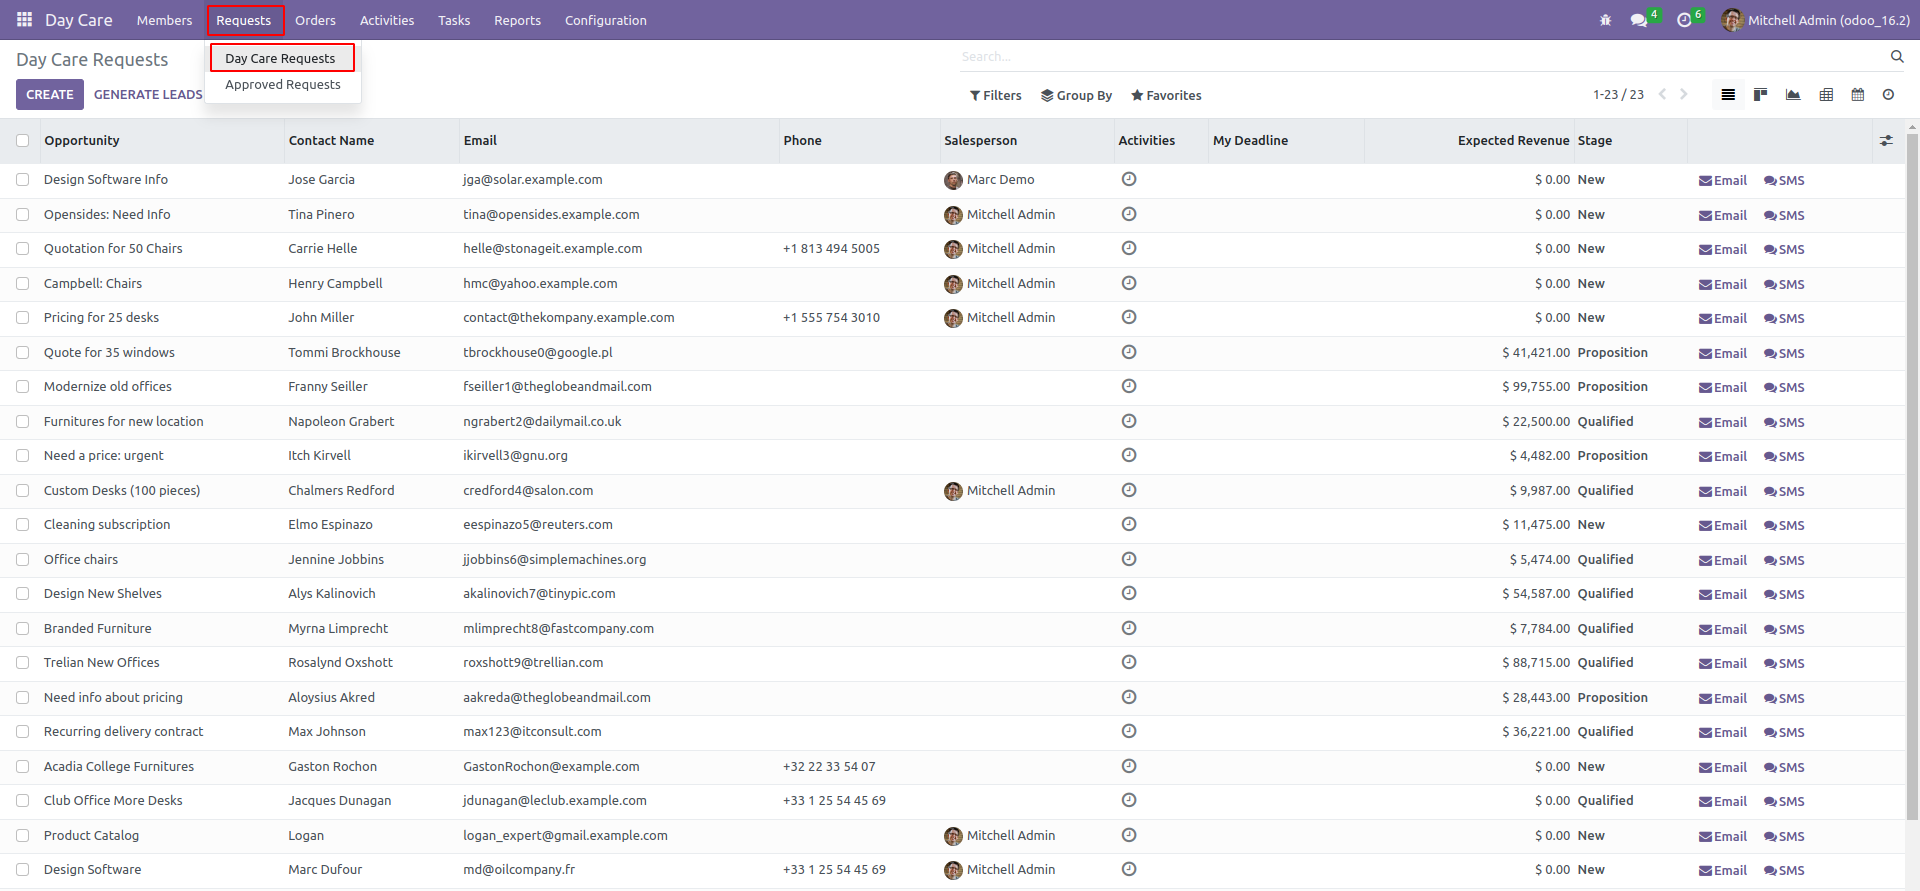 Day Care Members Requests Orders Activities Tasks Reports Configuration 4 6 Mitchell Admin (odoo_16.2)
Day Care Requests
Approved Requests
Day Care Requests
Search...
CREATE GENERATE LEADS
Filters Group By Favorites 1-23 / 23
Opportunity Contact Name Email Phone Salesperson Activities My Deadline Expected Revenue Stage
Design Software Info Jose Garcia jga@solar.example.com Marc Demo $ 0.00 New Email SMS
Opensides: Need Info Tina Pinero tina@opensides.example.com Mitchell Admin $ 0.00 New Email SMS
Quotation for 50 Chairs Carrie Helle helle@stonageit.example.com +1 813 494 5005 Mitchell Admin $ 0.00 New Email SMS
Campbell: Chairs Henry Campbell hmc@yahoo.example.com Mitchell Admin $ 0.00 New Email SMS
Pricing for 25 desks John Miller contact@thekompany.example.com +1 555 754 3010 Mitchell Admin $ 0.00 New Email SMS
Quote for 35 windows Tommi Brockhouse tbrockhouse0@google.pl $ 41,421.00 Proposition Email SMS
Modernize old offices Franny Seiller fseiller1@theglobeandmail.com $ 99,755.00 Proposition Email SMS
Furnitures for new location Napoleon Grabert ngrabert2@dailymail.co.uk $ 22,500.00 Qualified Email SMS
Need a price: urgent Itch Kirvell ikirvell3@gnu.org $ 4,482.00 Proposition Email SMS
Custom Desks (100 pieces) Chalmers Redford credford4@salon.com Mitchell Admin $ 9,987.00 Qualified Email SMS
Cleaning subscription Elmo Espinazo eespinazo5@reuters.com $ 11,475.00 New Email SMS
Office chairs Jennine Jobbins jjobbins6@simplemachines.org $ 5,474.00 Qualified Email SMS
Design New Shelves Alys Kalinovich akalinovich7@tinypic.com $ 54,587.00 Qualified Email SMS
Branded Furniture Myrna Limprecht mlimprecht8@fastcompany.com $ 7,784.00 Qualified Email SMS
Trelian New Offices Rosalynd Oxshott roxshott9@trellian.com $ 88,715.00 Qualified Email SMS
Need info about pricing Aloysius Akred aakreda@theglobeandmail.com $ 28,443.00 Proposition Email SMS
Recurring delivery contract Max Johnson max123@itconsult.com $ 36,221.00 Qualified Email SMS
Acadia College Furnitures Gaston Rochon GastonRochon@example.com +32 22 33 54 07 $ 0.00 New Email SMS
Club Office More Desks Jacques Dunagan jdunagan@leclub.example.com +33 1 25 54 45 69 $ 0.00 Qualified Email SMS
Product Catalog Logan logan_expert@gmail.example.com Mitchell Admin $ 0.00 New Email SMS
Design Software Marc Dufour md@oilcompany.fr +33 1 25 54 45 69 Mitchell Admin $ 0.00 New Email SMS